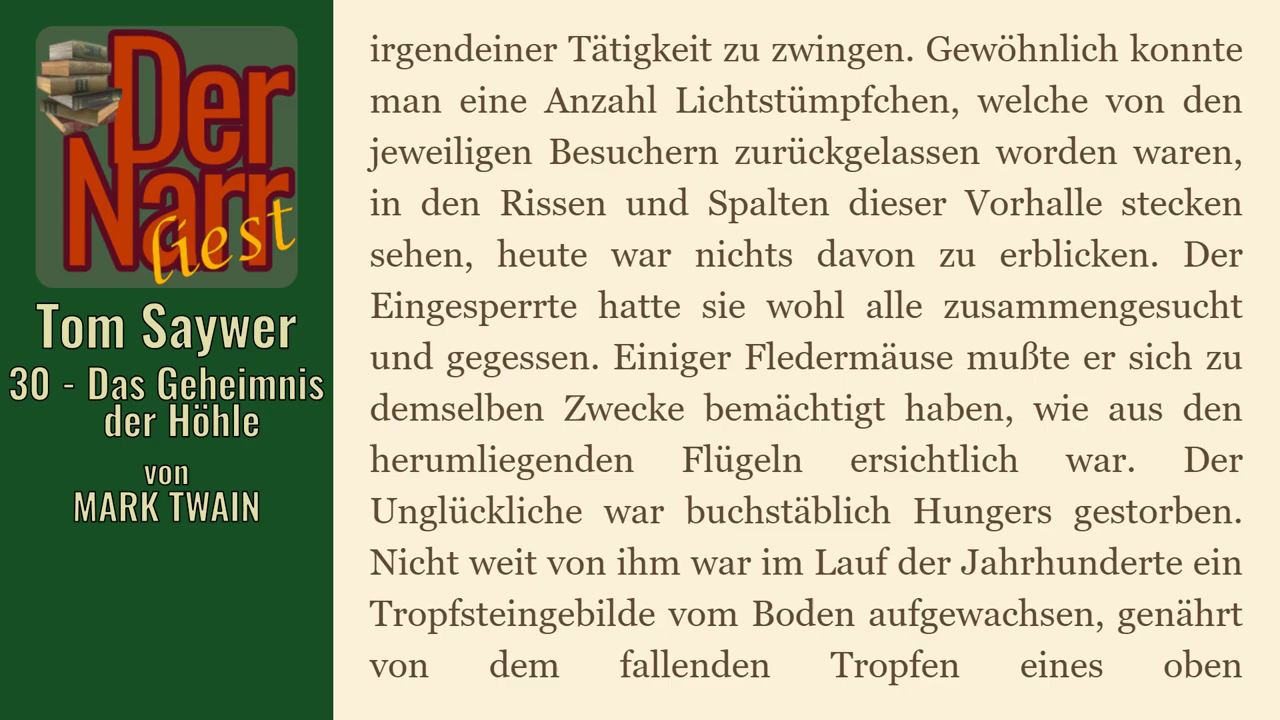 Der
Narr
liest
Tom Saywer
30 - Das Geheimnis
der Höhle
von
MARK TWAIN
irgendeiner Tätigkeit zu zwingen. Gewöhnlich konnte
man eine Anzahl Lichtstümpfchen, welche von den
jeweiligen Besuchern zurückgelassen worden waren,
in den Rissen und Spalten dieser Vorhalle stecken
sehen, heute war nichts davon zu erblicken. Der
Eingesperrte hatte sie wohl alle zusammengesucht
und gegessen. Einiger Fledermäuse mußte er sich zu
demselben Zwecke bemächtigt haben, wie aus den
herumliegenden Flügeln ersichtlich war. Der
Unglückliche war buchstäblich Hungers gestorben.
Nicht weit von ihm war im Lauf der Jahrhunderte ein
Tropfsteingebilde vom Boden aufgewachsen, genährt
von dem fallenden Tropfen eines oben